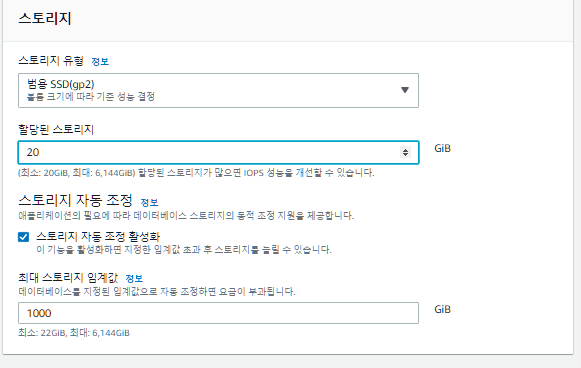 스토리지
스토리지 유형 정보
범용 SSD(gp2)
볼륨 크기에 따라 기준 성능 결정
할당된 스토리지
20 GiB
(최소: 20GiB, 최대: 6,144GiB) 할당된 스토리지가 많으면 IOPS 성능을 개선할 수 있습니다.
스토리지 자동 조정 정보
애플리케이션의 필요에 따라 데이터베이스 스토리지의 동적 조정 지원을 제공합니다.
스토리지 자동 조정 활성화
이 기능을 활성화하면 지정한 임계값 초과 후 스토리지를 늘릴 수 있습니다.
최대 스토리지 임계값 정보
데이터베이스를 지정된 임계값으로 자동 조정하면 요금이 부과됩니다.
1000 GiB
최소: 22GiB, 최대: 6,144GiB